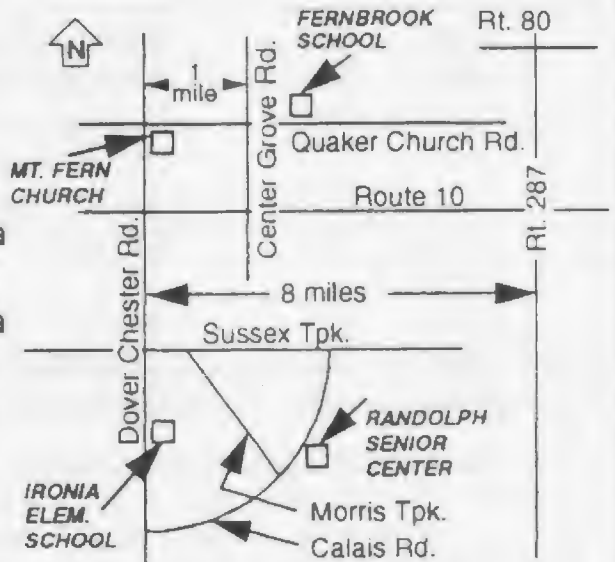 N
1
mile
FERNBROOK
SCHOOL
Rt. 80
Center Grove Rd.
Quaker Church Rd.
MT. FERN
CHURCH
Route 10
Rt. 287
Dover Chester Rd.
8 miles
Sussex Tpk.
RANDOLPH
SENIOR
CENTER
IRONIA
ELEM.
SCHOOL
Morris Tpk.
Calais Rd.